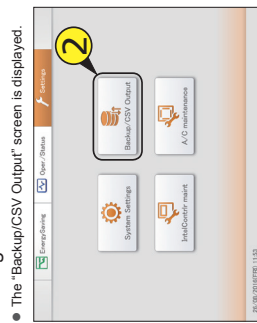 ● The "Backup/CSV Output" screen is displayed.
EnergySaving Oper./Status Settings
2
System Settings Backup/CSV Output
IntalContrlr maint A/C maintenance